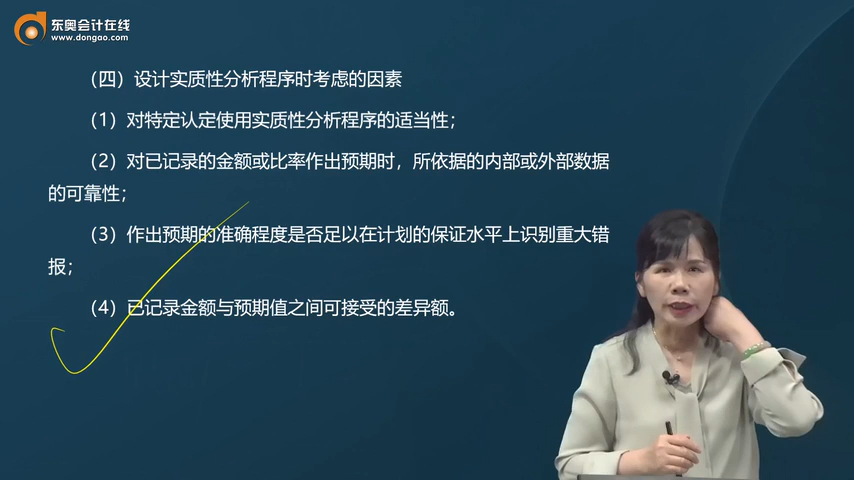 东奥会计在线
www.dongao.com
（四）设计实质性分析程序时考虑的因素
（1）对特定认定使用实质性分析程序的适当性；
（2）对已记录的金额或比率作出预期时，所依据的内部或外部数据
的可靠性；
（3）作出预期的准确程度是否足以在计划的保证水平上识别重大错
报；
（4）已记录金额与预期值之间可接受的差异额。